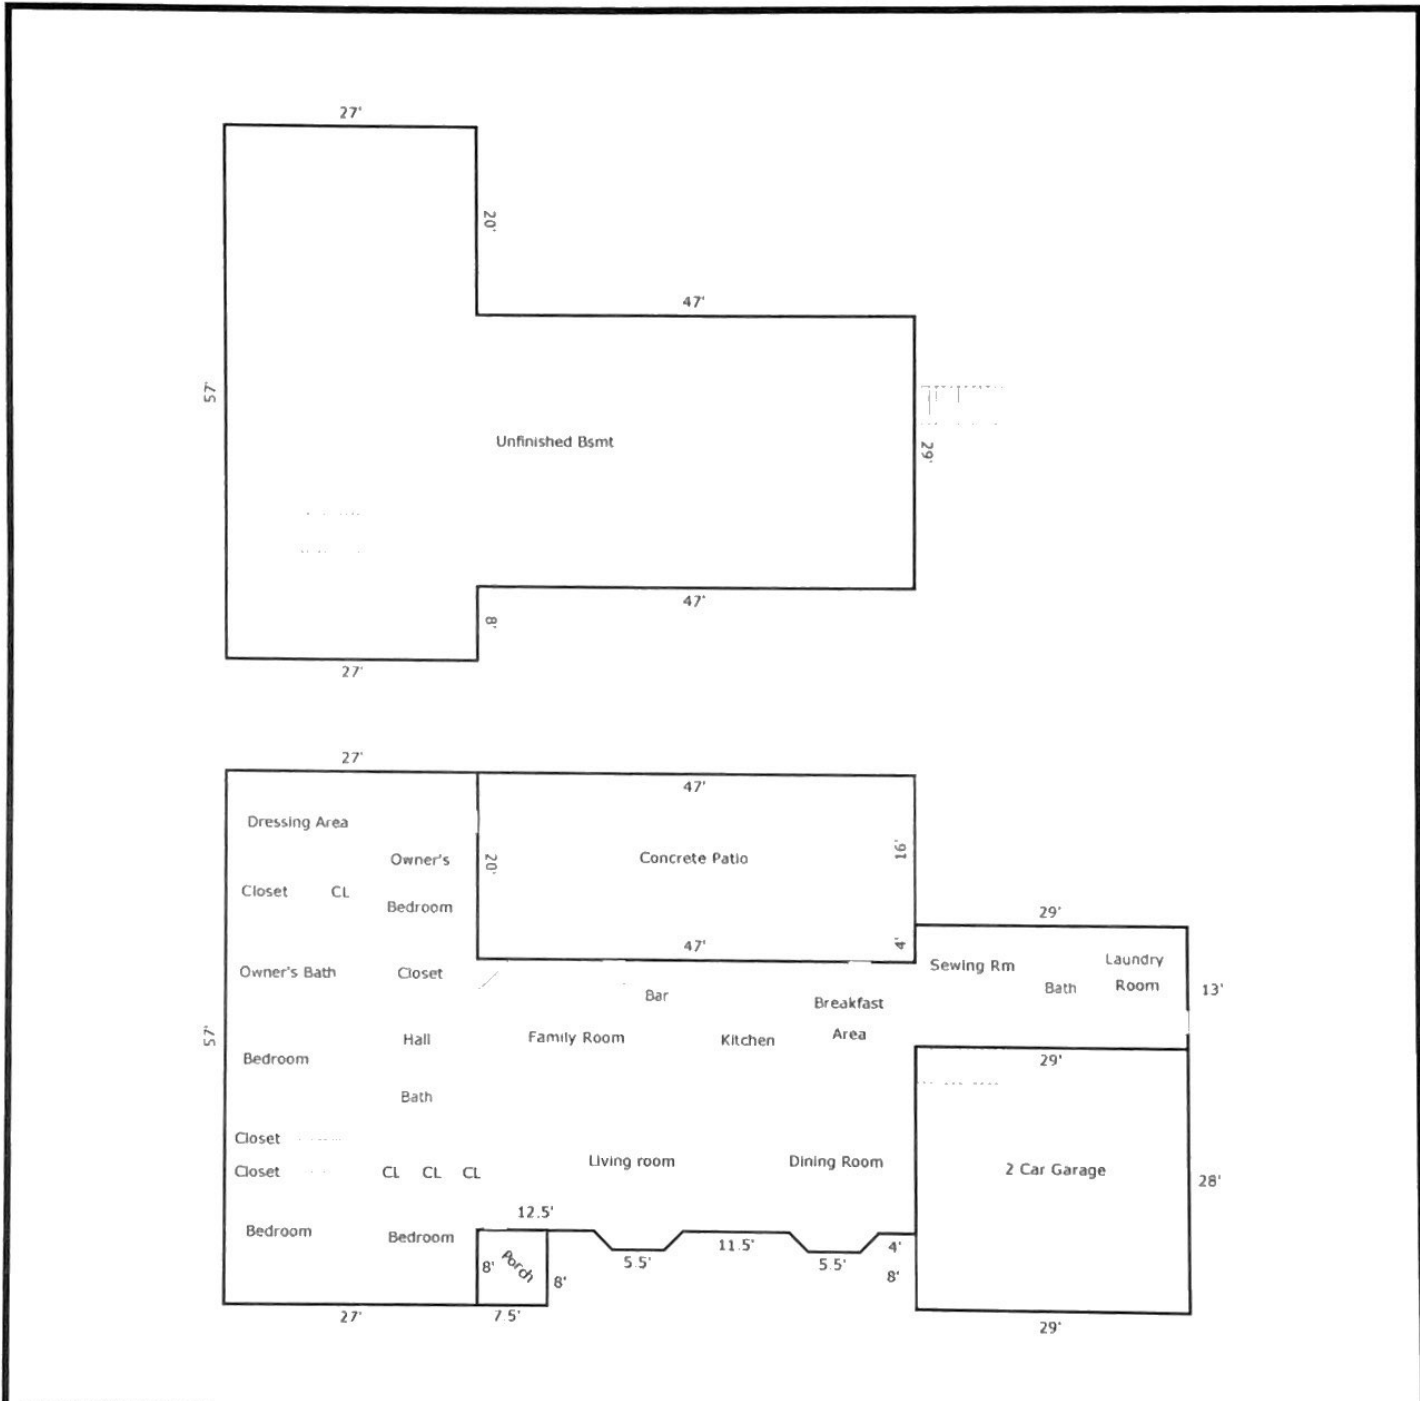 27'
20'
47'
57'
Unfinished Bsmt
29'
47'
8'
27'
27'
47'
Dressing Area
Owner's
20'
Concrete Patio
16'
Closet CL
Bedroom
29'
47'
4'
Sewing Rm
Laundry
Owner's Bath
Closet
Bath
Room
13'
Bar
Breakfast
57'
Hall
Family Room
Kitchen
Area
Bedroom
29'
Bath
Closet
Living room
Dining Room
2 Car Garage
28'
Closet
CL CL CL
12.5'
Bedroom
Bedroom
11.5'
4'
8'
Porch
8'
5.5'
5.5'
8'
27'
7.5'
29'